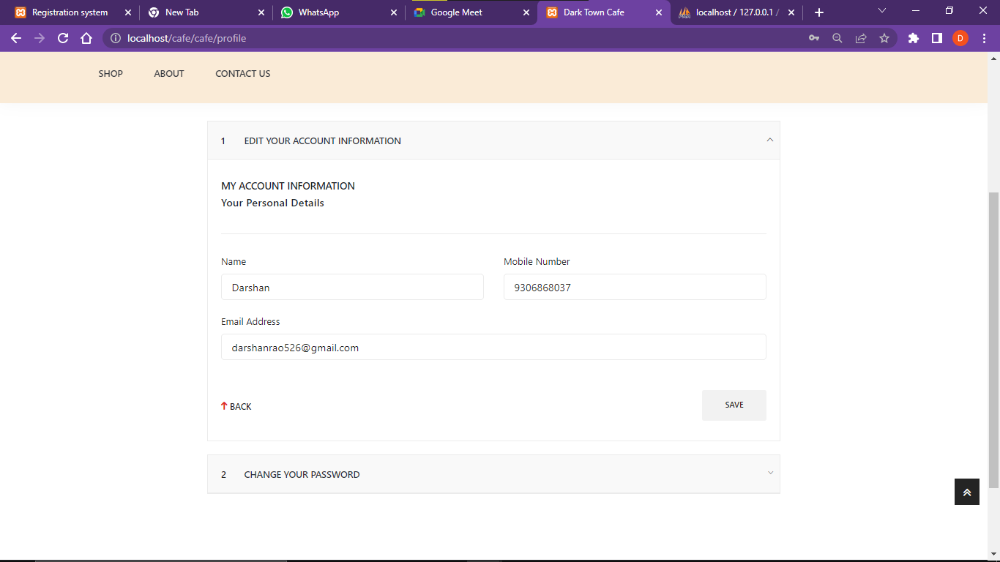 Registration system
New Tab
WhatsApp
Google Meet
Dark Town Cafe
localhost / 127.0.0.1 /
localhost/cafe/cafe/profile
D
SHOP ABOUT CONTACT US
1 EDIT YOUR ACCOUNT INFORMATION
MY ACCOUNT INFORMATION
Your Personal Details
Name Mobile Number
Darshan 9306868037
Email Address
darshanrao526@gmail.com
BACK SAVE
2 CHANGE YOUR PASSWORD